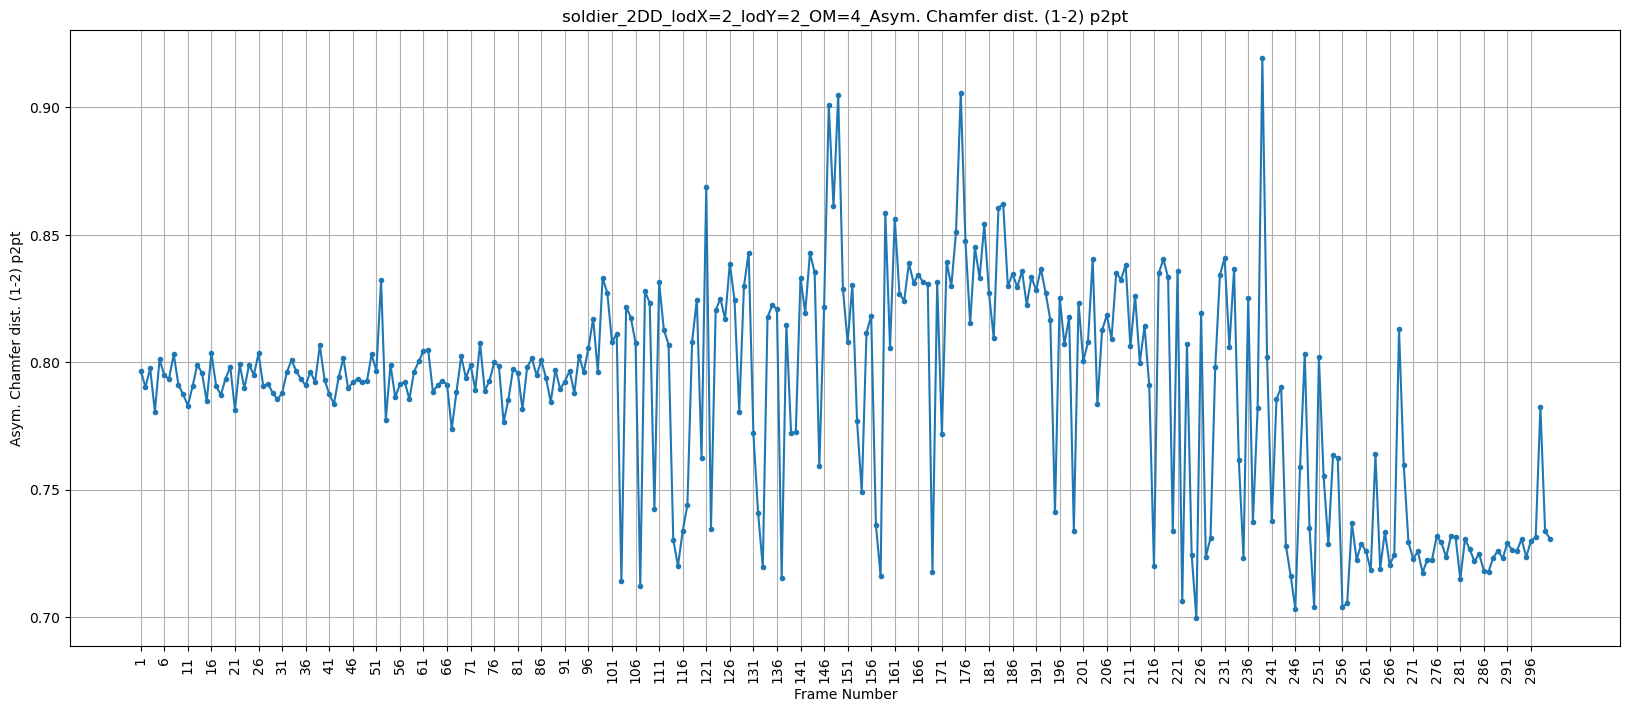 soldier_2DD_lodX=2_lodY=2_OM=4_Asym. Chamfer dist. (1-2) p2pt
Asym. Chamfer dist. (1-2) p2pt
0.90
0.85
0.80
0.75
0.70
1 6 11 16 21 26 31 36 41 46 51 56 61 66 71 76 81 86 91 96 101 106 111 116 121 126 131 136 141 146 151 156 161 166 171 176 181 186 191 196 201 206 211 216 221 226 231 236 241 246 251 256 261 266 271 276 281 286 291 296
Frame Number